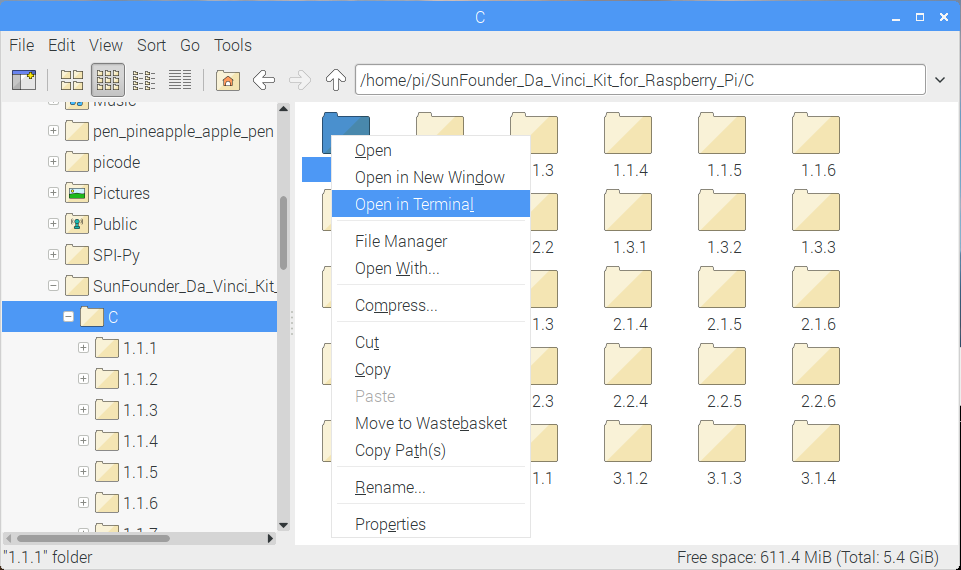 C
File Edit View Sort Go Tools
/home/pi/SunFounder_Da_Vinci_Kit_for_Raspberry_Pi/C
Music
pen_pineapple_apple_pen
picode
Pictures
Public
SPI-Py
SunFounder_Da_Vinci_Kit_
C
1.1.1
1.1.2
1.1.3
1.1.4
1.1.5
1.1.6
1.1.7
Open
Open in New Window
Open in Terminal
File Manager
Open With...
Compress...
Cut
Copy
Paste
Move to Wastebasket
Copy Path(s)
Rename...
Properties
.1.3 1.1.4 1.1.5 1.1.6
2.2 1.3.1 1.3.2 1.3.3
.1.3 2.1.4 2.1.5 2.1.6
2.3 2.2.4 2.2.5 2.2.6
.1.1 3.1.2 3.1.3 3.1.4
"1.1.1" folder
Free space: 611.4 MiB (Total: 5.4 GiB)